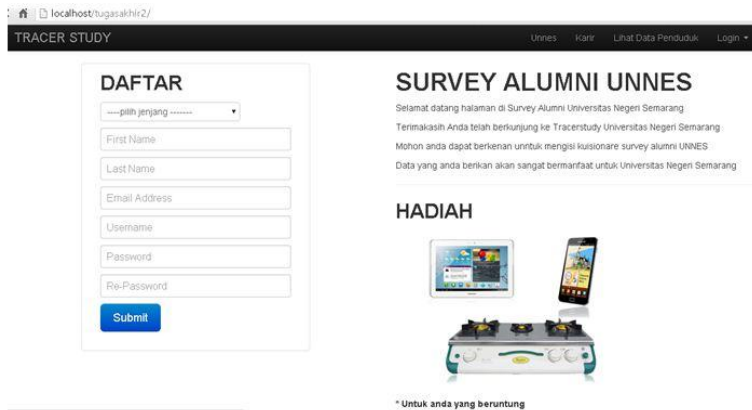 localhost/tugasakhir2/
TRACER STUDY
Unnes Karir Lihat Data Penduduk Login
DAFTAR
----pilih jenjang -------
First Name
Last Name
Email Address
Username
Password
Re-Password
Submit
SURVEY ALUMNI UNNES
Selamat datang halaman di Survey Alumni Universitas Negeri Semarang
Terimakasih Anda telah berkunjung ke Tracerstudy Universitas Negeri Semarang
Mohon anda dapat berkenan unntuk mengisi kuisionare survey alumni UNNES
Data yang anda berikan akan sangat bermanfaat untuk Universitas Negeri Semarang
HADIAH
* Untuk anda yang beruntung